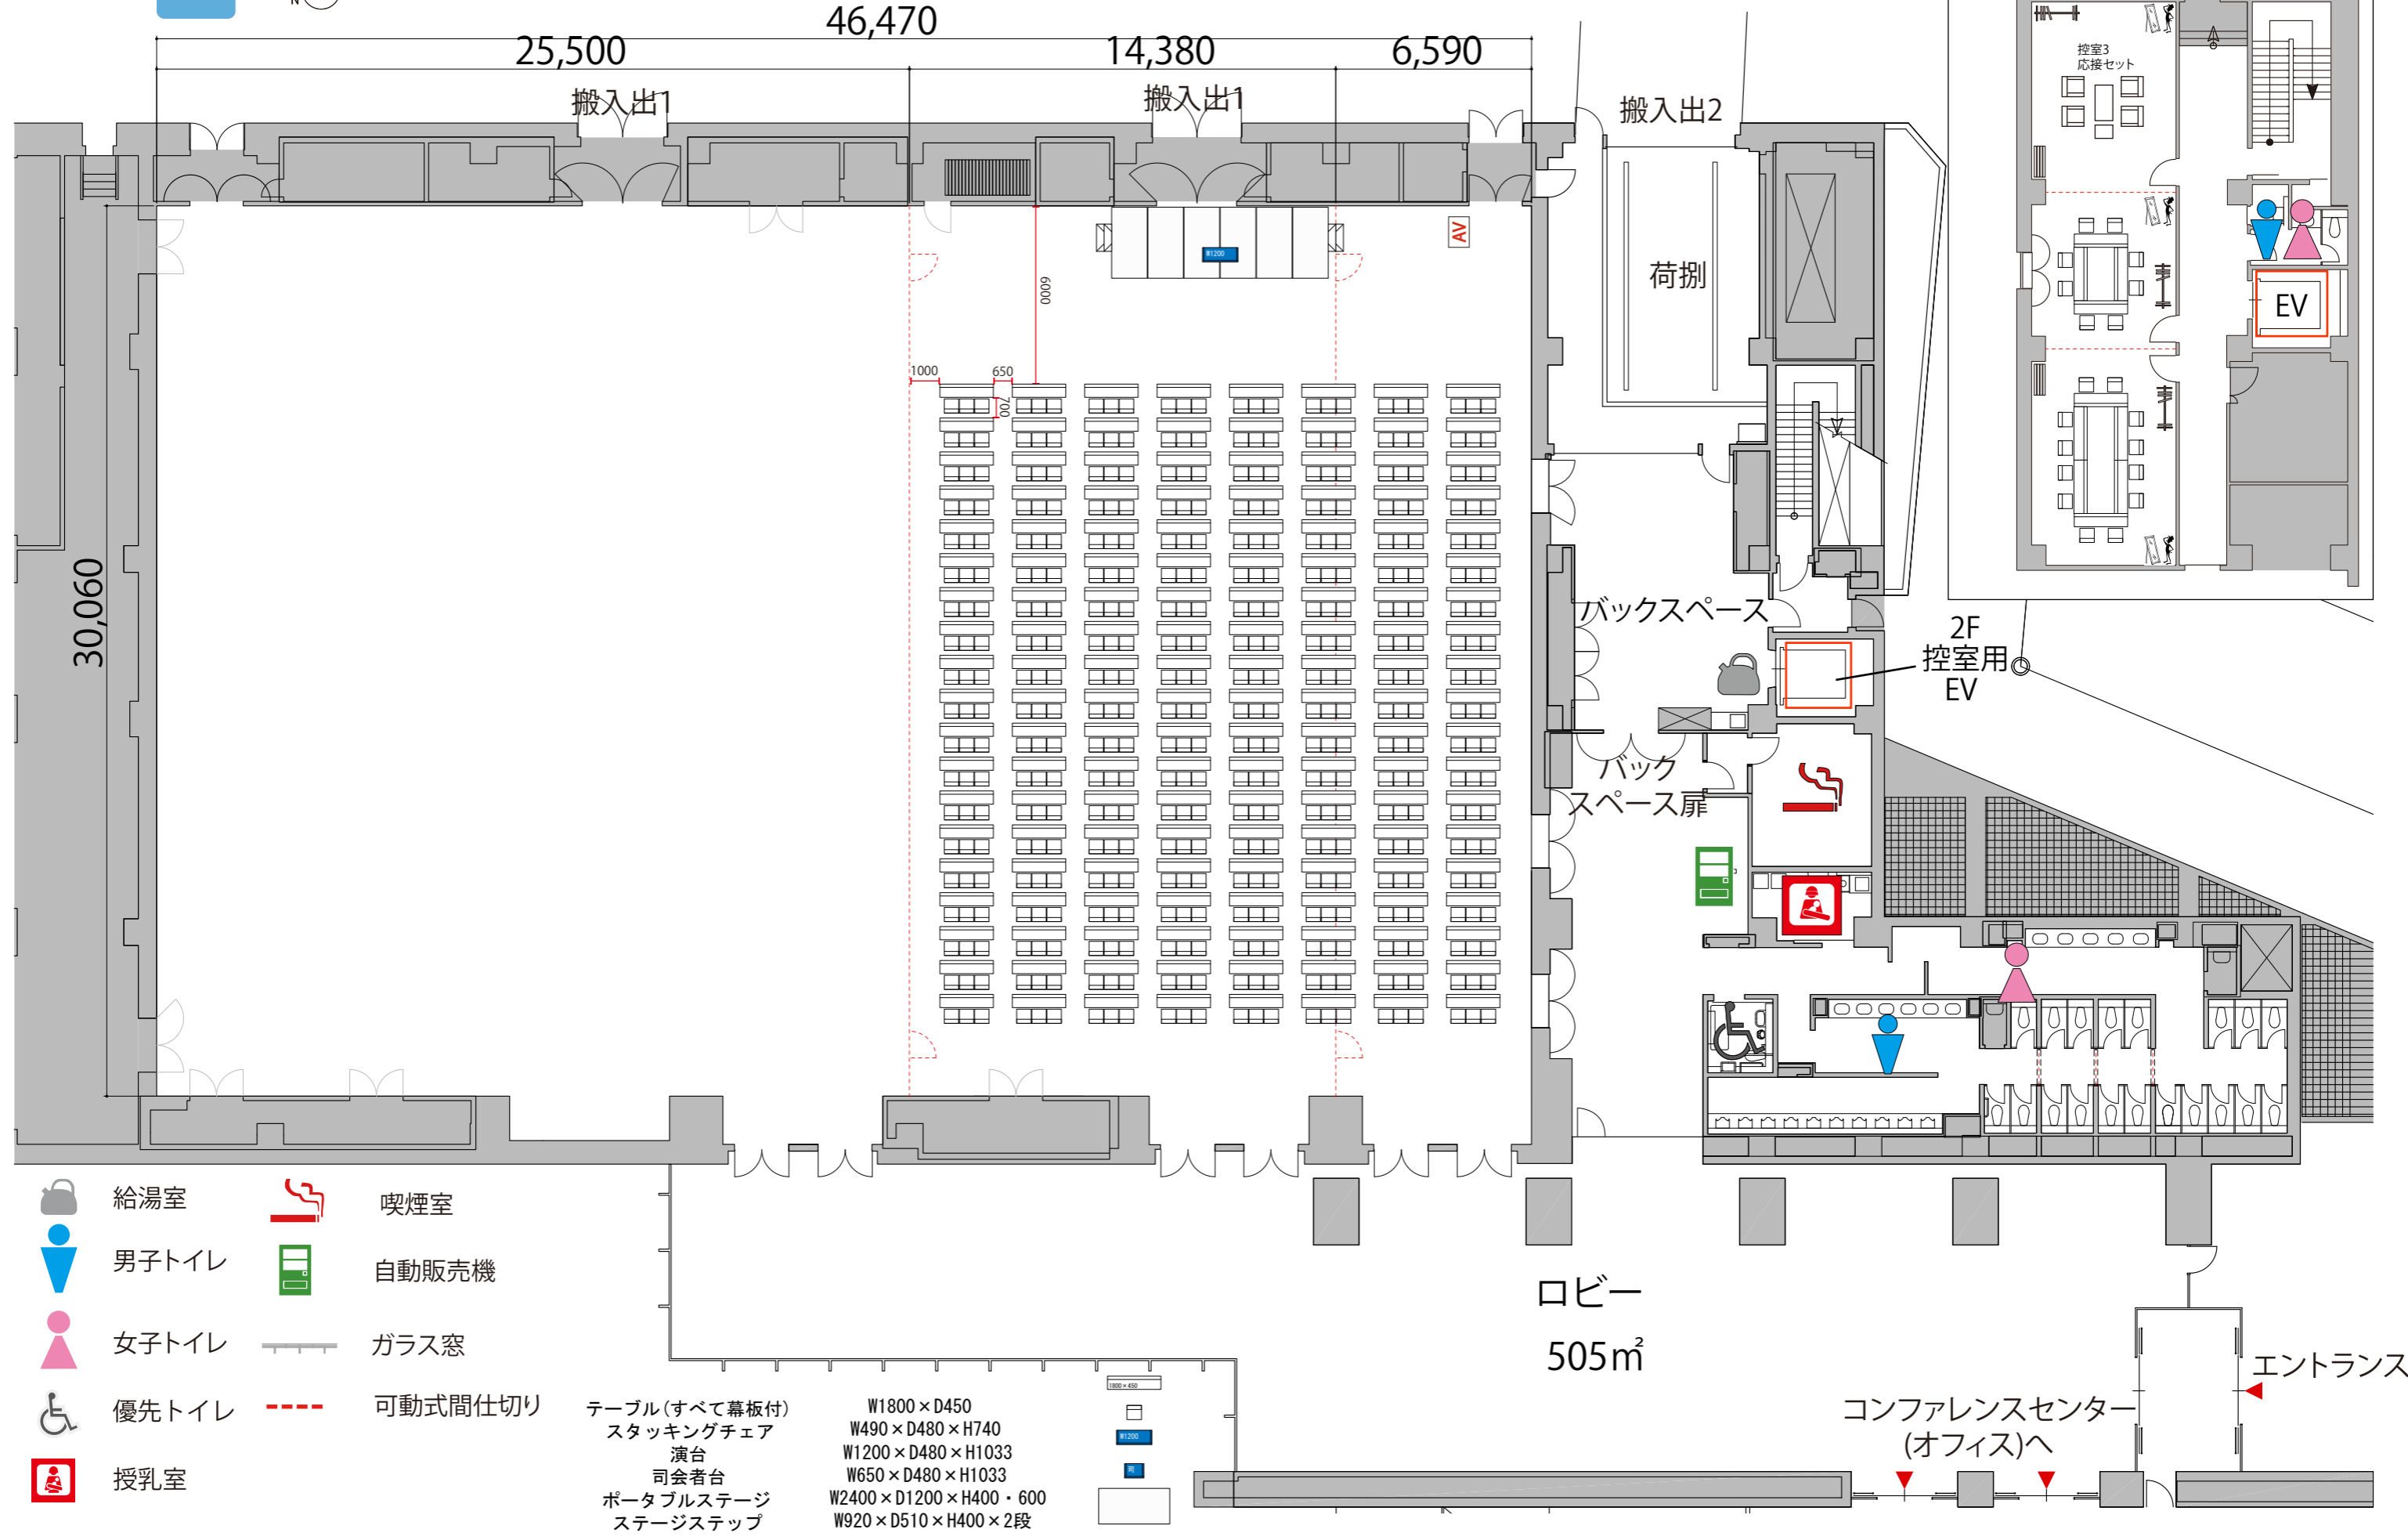 N
46,470
25,500
14,380
6,590
搬入出1
搬入出1
搬入出2
控室3
応接セット
W1200
AV
6000
荷捌
EV
1000
650
700
30,060
バックスペース
2F
控室用
EV
バック
スペース扉
給湯室
喫煙室
男子トイレ
自動販売機
女子トイレ
ガラス窓
優先トイレ
可動式間仕切り
授乳室
ロビー
505㎡
エントランス
コンファレンスセンター
(オフィス)へ
テーブル(すべて幕板付) W1800×D450 1800×450
スタッキングチェア W490×D480×H740
演台 W1200×D480×H1033 W1200
司会者台 W650×D480×H1033 司
ポータブルステージ W2400×D1200×H400・600
ステージステップ W920×D510×H400×2段